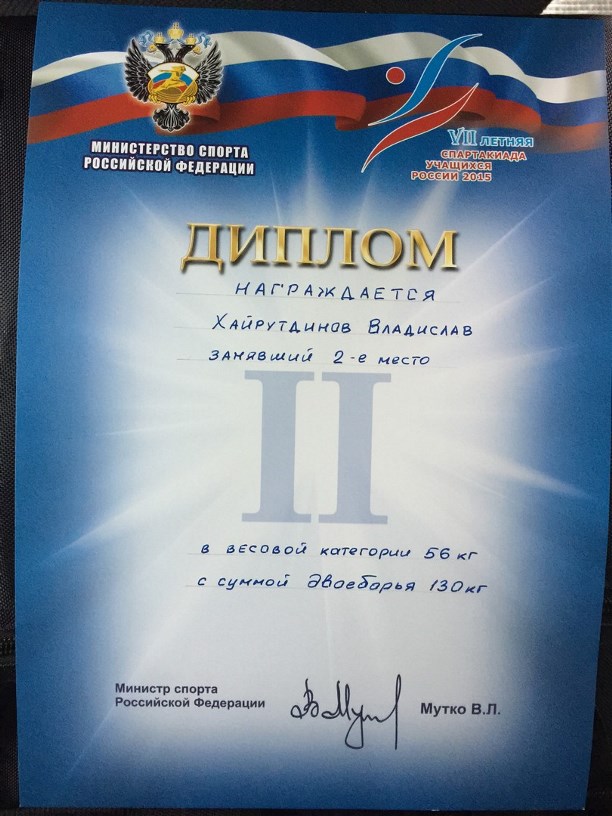 МИНИСТЕРСТВО СПОРТА
РОССИЙСКОЙ ФЕДЕРАЦИИ
VII ЛЕТНЯЯ
СПАРТАКИАДА
УЧАЩИХСЯ
РОССИИ 2015
ДИПЛОМ
НАГРАЖДАЕТСЯ
ХАЙРУТДИНОВ ВЛАДИСЛАВ
ЗАНЯВШИЙ 2-е место
II
в весовой категории 56 кг
с суммой двоеборья 130 кг
Министр спорта
Российской Федерации
Мутко В.Л.